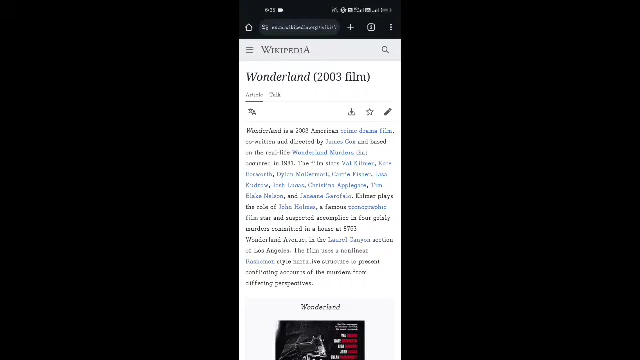 en.m.wikipedia.org/wiki/
WIKIPEDIA
Wonderland (2003 film)
Article Talk
Wonderland is a 2003 American crime drama film,
co-written and directed by James Cox and based
on the real-life Wonderland Murders that
occurred in 1981. The film stars Val Kilmer, Kate
Bosworth, Dylan McDermott, Carrie Fisher, Lisa
Kudrow, Josh Lucas, Christina Applegate, Tim
Blake Nelson, and Janeane Garofalo. Kilmer plays
the role of John Holmes, a famous pornographic
film star and suspected accomplice in four grisly
murders committed in a house at 8763
Wonderland Avenue, in the Laurel Canyon section
of Los Angeles. The film uses a nonlinear
Rashomon style narrative structure to present
conflicting accounts of the murders from
differing perspectives.
Wonderland